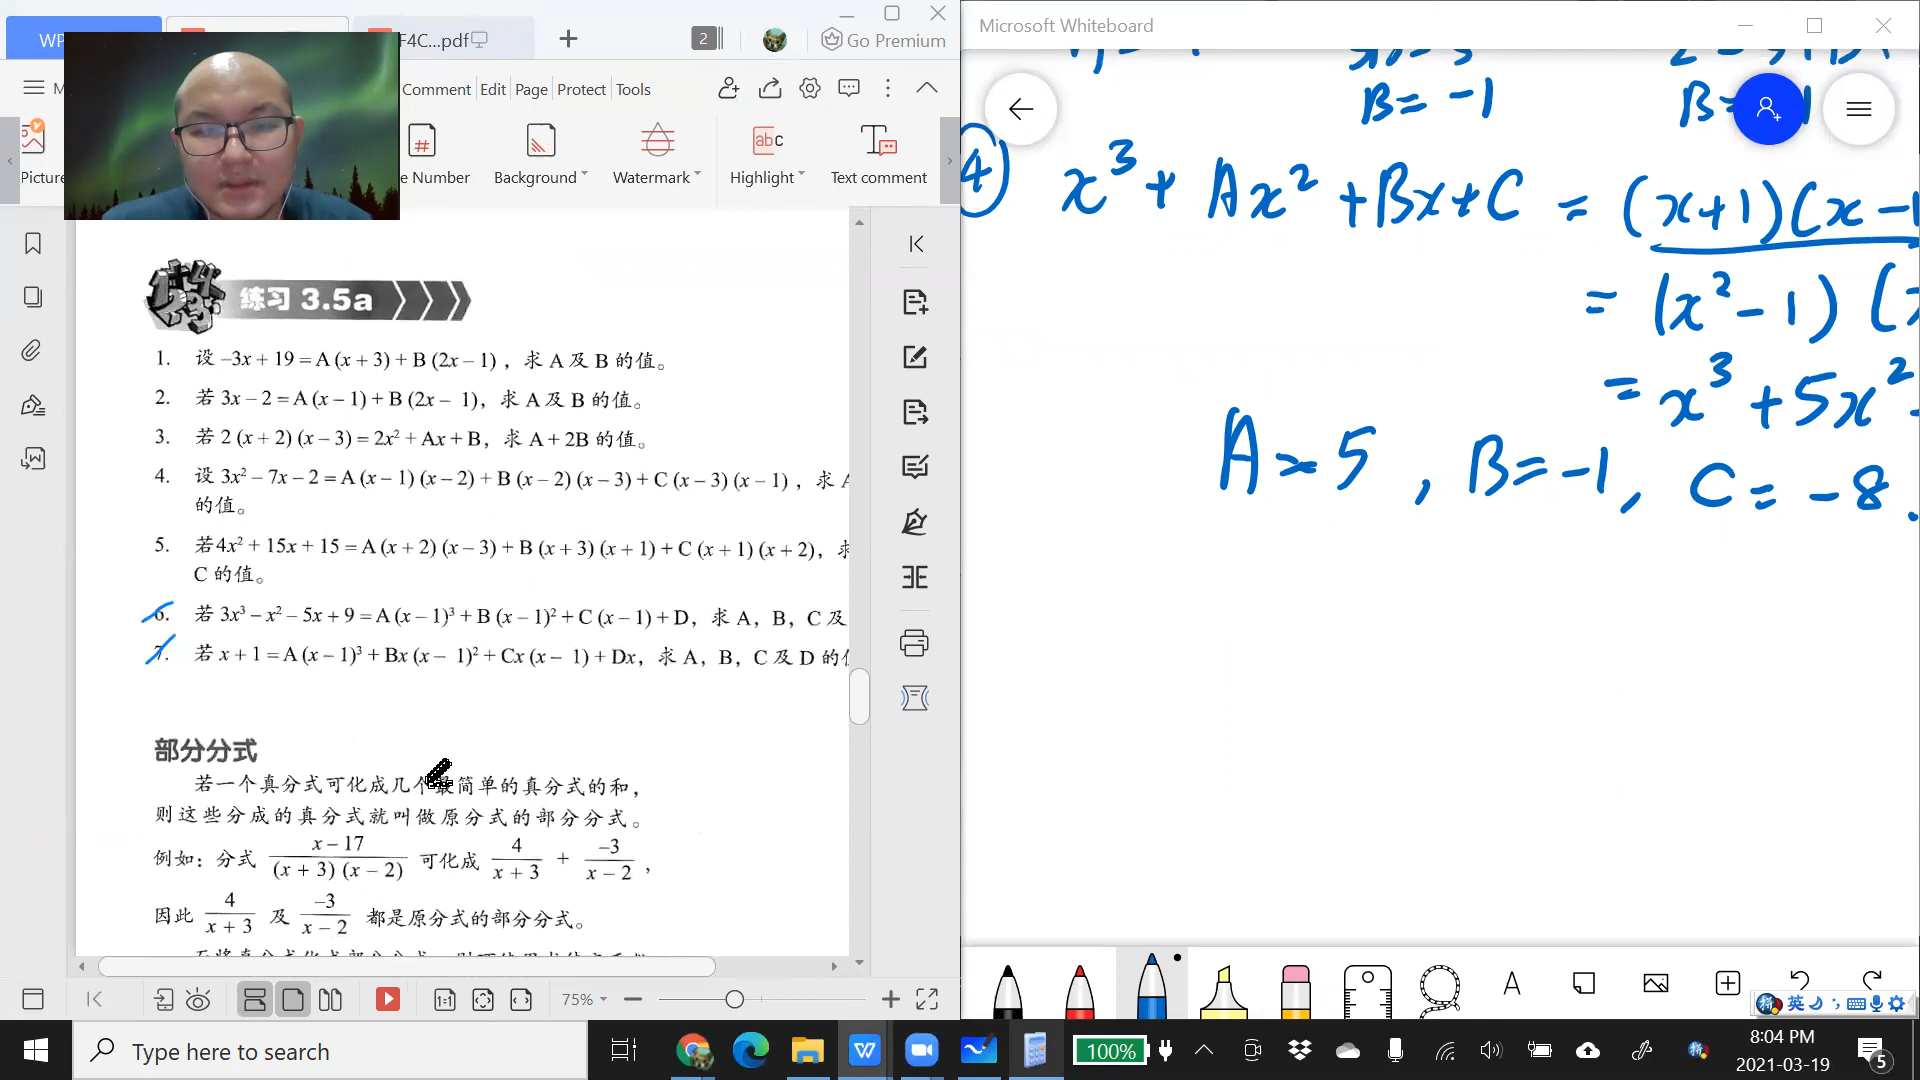 WP
F4C...pdf
2
Go Premium
Comment Edit Page Protect Tools
Picture
e Number
Background
Watermark
Highlight
Text comment
练习 3.5a
1. 设 –3x + 19 = A (x + 3) + B (2x – 1) ，求 A 及 B 的值。
2. 若 3x – 2 = A (x – 1) + B (2x – 1)，求 A 及 B 的值。
3. 若 2 (x + 2) (x – 3) = 2x² + Ax + B，求 A + 2B 的值。
4. 设 3x² – 7x – 2 = A (x – 1) (x – 2) + B (x – 2) (x – 3) + C (x – 3) (x – 1) ，求
的值。
5. 若4x² + 15x + 15 = A (x + 2) (x – 3) + B (x + 3) (x + 1) + C (x + 1) (x + 2)，求
C 的值。
6. 若 3x³ – x² – 5x + 9 = A (x – 1)³ + B (x – 1)² + C (x – 1) + D，求 A，B，C 及
7. 若 x + 1 = A (x – 1)³ + Bx (x – 1)² + Cx (x – 1) + Dx，求 A，B，C 及 D 的
部分分式
若一个真分式可化成几个最简单的真分式的和，
则这些分成的真分式就叫做原分式的部分分式。
例如：分式 x – 17 / (x + 3) (x – 2) 可化成 4 / x + 3 + –3 / x – 2 ，
因此 4 / x + 3 及 –3 / x – 2 都是原分式的部分分式。
75%
Microsoft Whiteboard
B = -1
B =
④ x³ + Ax² + Bx + C = (x+1)(x-1
= (x² - 1) (
= x³ + 5x²
A = 5 , B = -1, C = -8 .
英
Type here to search
100%
8:04 PM
2021-03-19
5